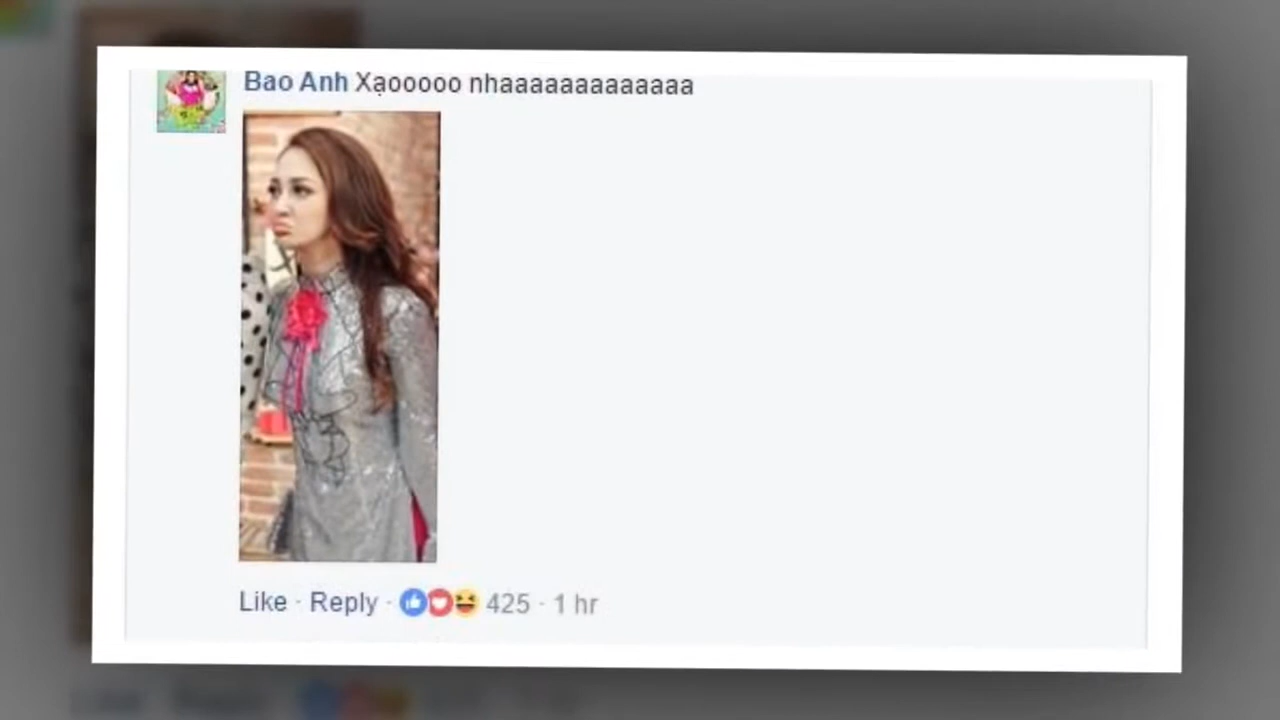 Bao Anh Xạooooo nhaaaaaaaaaaaaa
Like · Reply · 425 · 1 hr